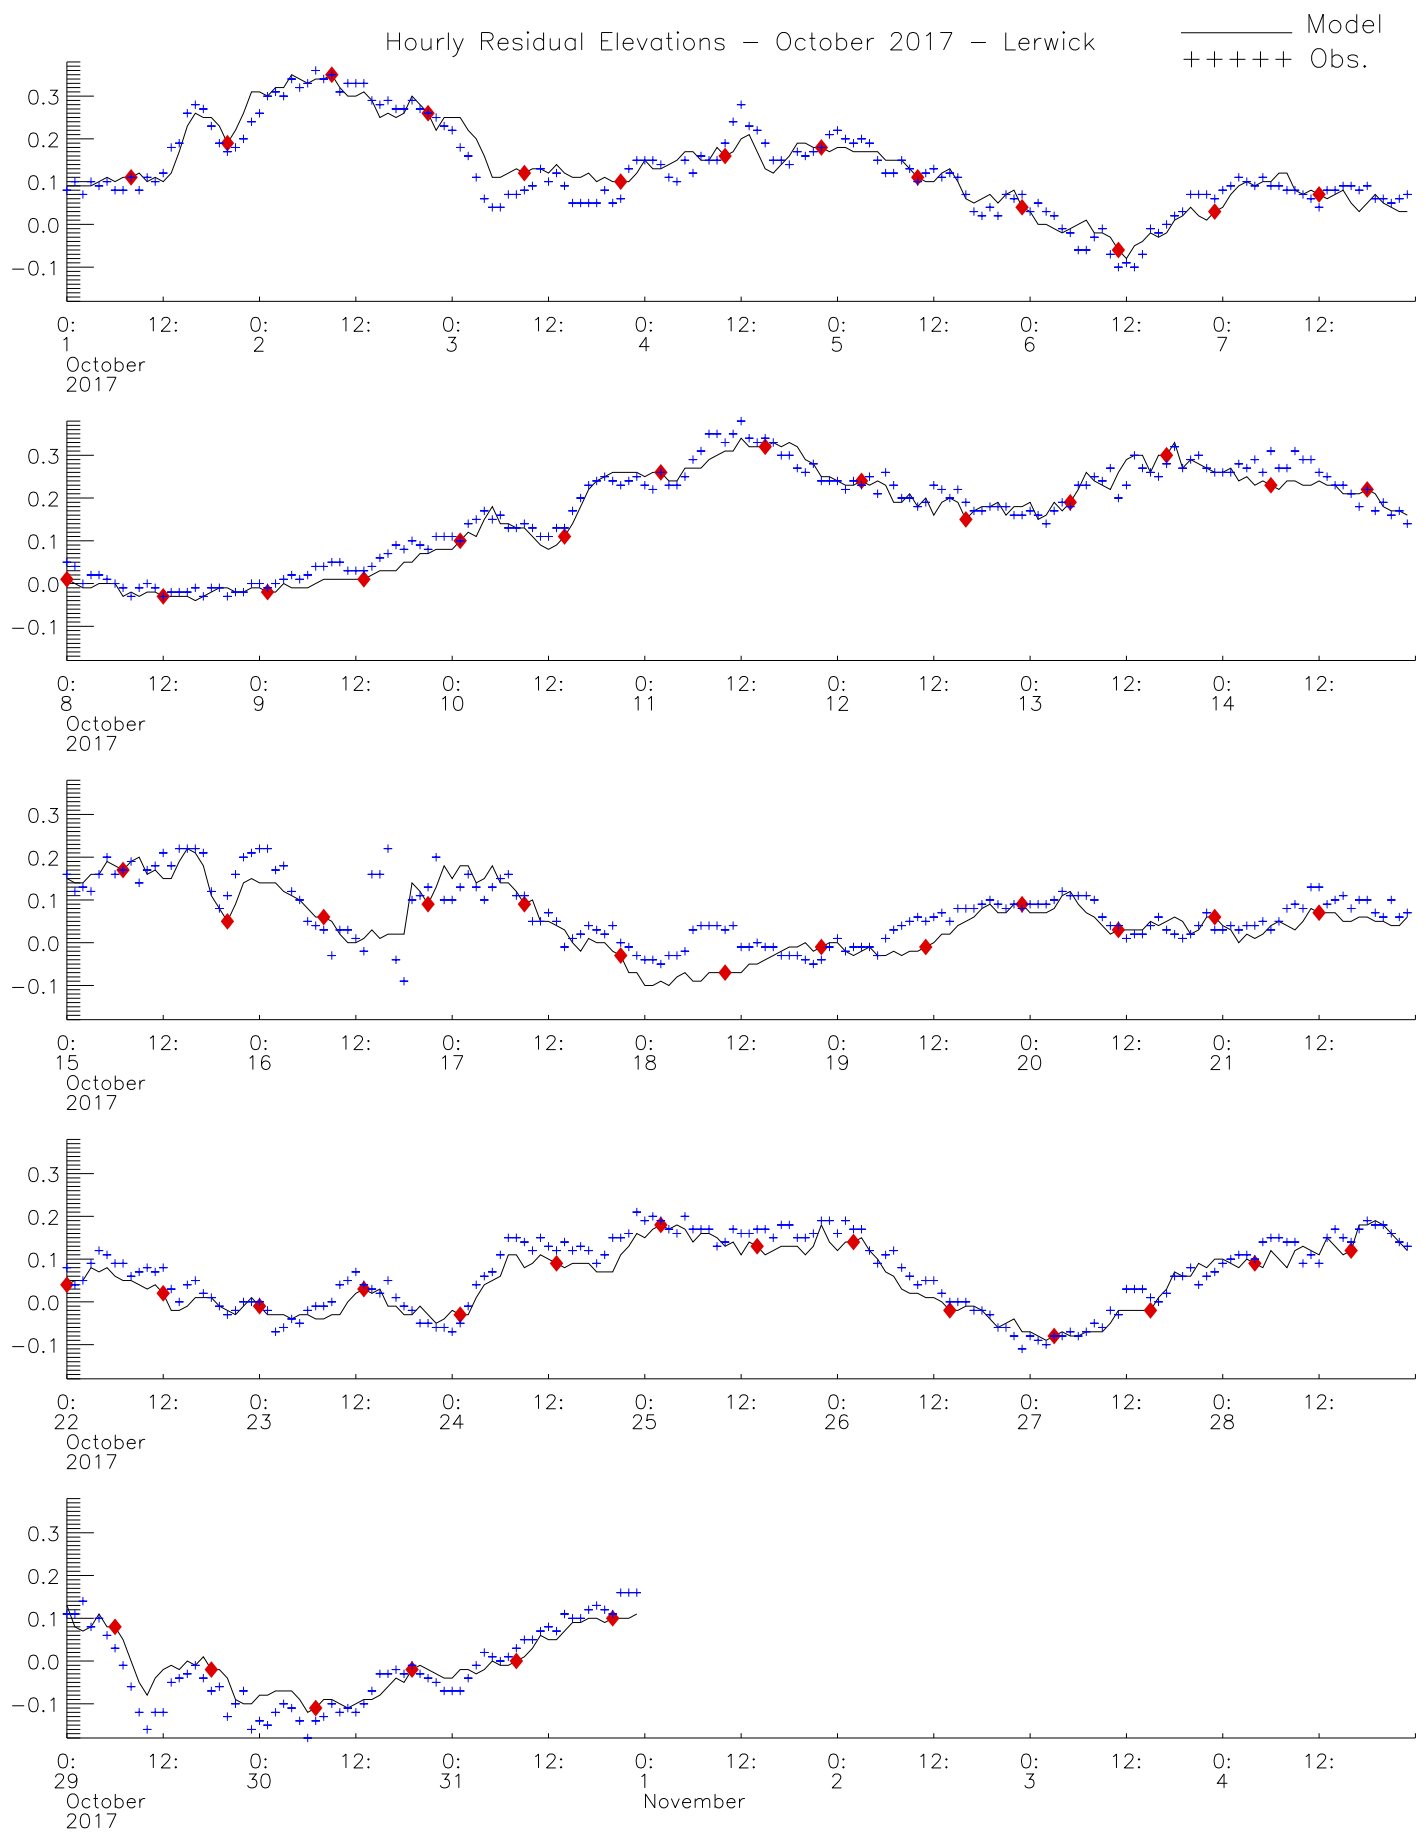 Hourly Residual Elevations − October 2017 − Lerwick
Model
+++++ Obs.
0.3
0.2
0.1
0.0
−0.1
0: 12: 0: 12: 0: 12: 0: 12: 0: 12: 0: 12: 0: 12:
1 2 3 4 5 6 7
October
2017
0.3
0.2
0.1
0.0
−0.1
0: 12: 0: 12: 0: 12: 0: 12: 0: 12: 0: 12: 0: 12:
8 9 10 11 12 13 14
October
2017
0.3
0.2
0.1
0.0
−0.1
0: 12: 0: 12: 0: 12: 0: 12: 0: 12: 0: 12: 0: 12:
15 16 17 18 19 20 21
October
2017
0.3
0.2
0.1
0.0
−0.1
0: 12: 0: 12: 0: 12: 0: 12: 0: 12: 0: 12: 0: 12:
22 23 24 25 26 27 28
October
2017
0.3
0.2
0.1
0.0
−0.1
0: 12: 0: 12: 0: 12: 0: 12: 0: 12: 0: 12: 0: 12:
29 30 31 1 2 3 4
October November
2017